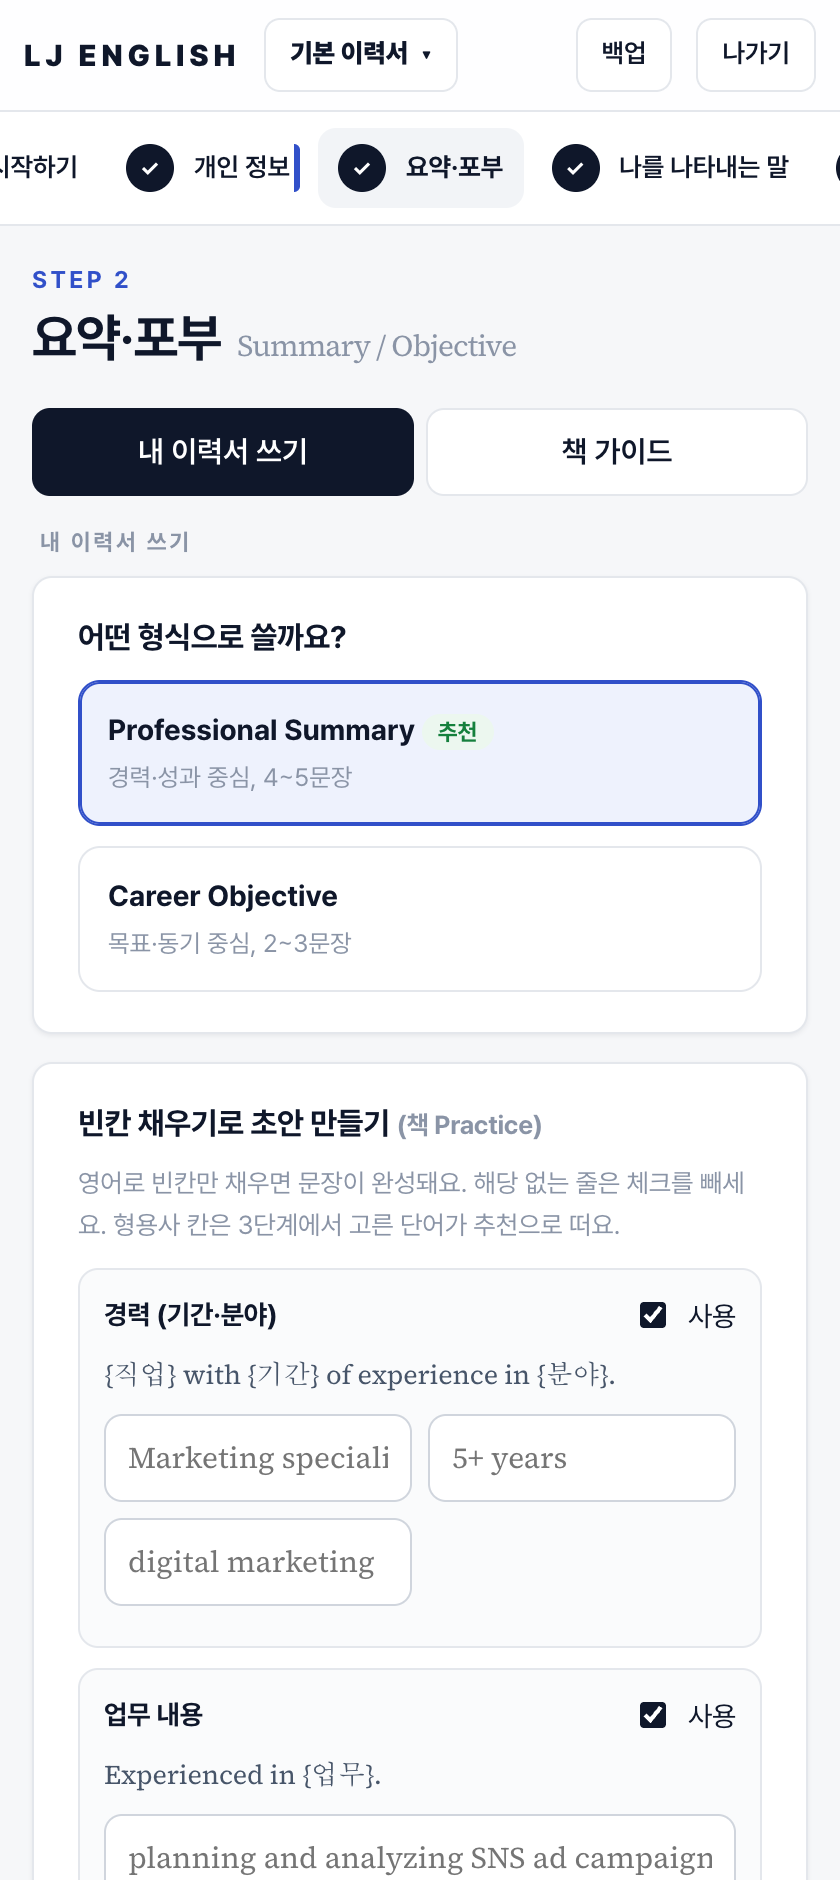 LJ ENGLISH 기본 이력서 ▾ 백업 나가기
시작하기 개인 정보 요약·포부 나를 나타내는 말
STEP 2
요약·포부 Summary / Objective
내 이력서 쓰기 책 가이드
내 이력서 쓰기
어떤 형식으로 쓸까요?
Professional Summary 추천
경력·성과 중심, 4~5문장
Career Objective
목표·동기 중심, 2~3문장
빈칸 채우기로 초안 만들기 (책 Practice)
영어로 빈칸만 채우면 문장이 완성돼요. 해당 없는 줄은 체크를 빼세
요. 형용사 칸은 3단계에서 고른 단어가 추천으로 떠요.
경력 (기간·분야) 사용
{직업} with {기간} of experience in {분야}.
Marketing speciali 5+ years
digital marketing
업무 내용 사용
Experienced in {업무}.
planning and analyzing SNS ad campaign